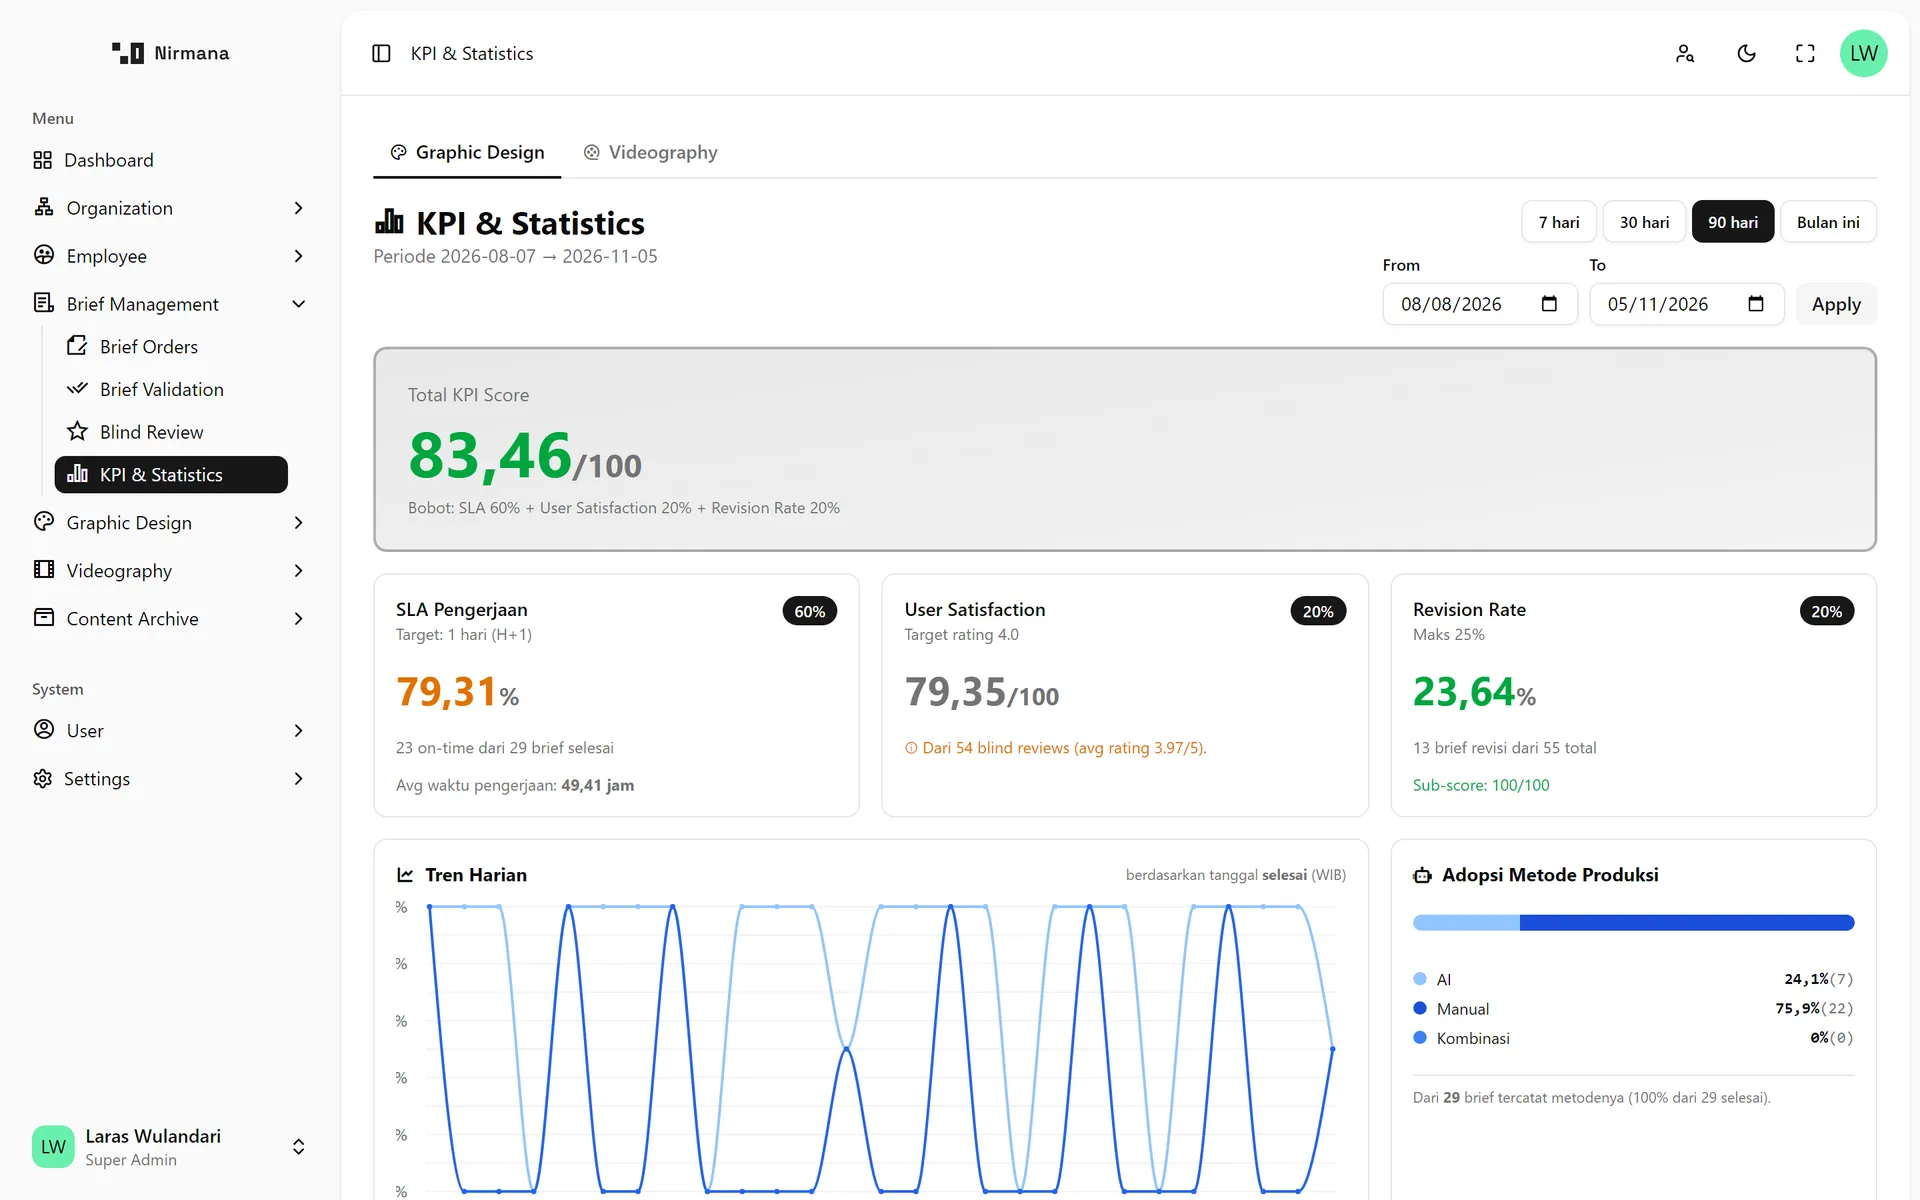 Nirmana
Menu
Dashboard
Organization
Employee
Brief Management
Brief Orders
Brief Validation
Blind Review
KPI & Statistics
Graphic Design
Videography
Content Archive
System
User
Settings
LW
Laras Wulandari
Super Admin
KPI & Statistics
LW
Graphic Design
Videography
KPI & Statistics
Periode 2026-08-07 → 2026-11-05
7 hari
30 hari
90 hari
Bulan ini
From
To
08/08/2026
05/11/2026
Apply
Total KPI Score
83,46/100
Bobot: SLA 60% + User Satisfaction 20% + Revision Rate 20%
SLA Pengerjaan
60%
Target: 1 hari (H+1)
79,31%
23 on-time dari 29 brief selesai
Avg waktu pengerjaan: 49,41 jam
User Satisfaction
20%
Target rating 4.0
79,35/100
Dari 54 blind reviews (avg rating 3.97/5).
Revision Rate
20%
Maks 25%
23,64%
13 brief revisi dari 55 total
Sub-score: 100/100
Tren Harian
berdasarkan tanggal selesai (WIB)
%
%
%
%
%
%
Adopsi Metode Produksi
AI
24,1%(7)
Manual
75,9%(22)
Kombinasi
0%(0)
Dari 29 brief tercatat metodenya (100% dari 29 selesai).